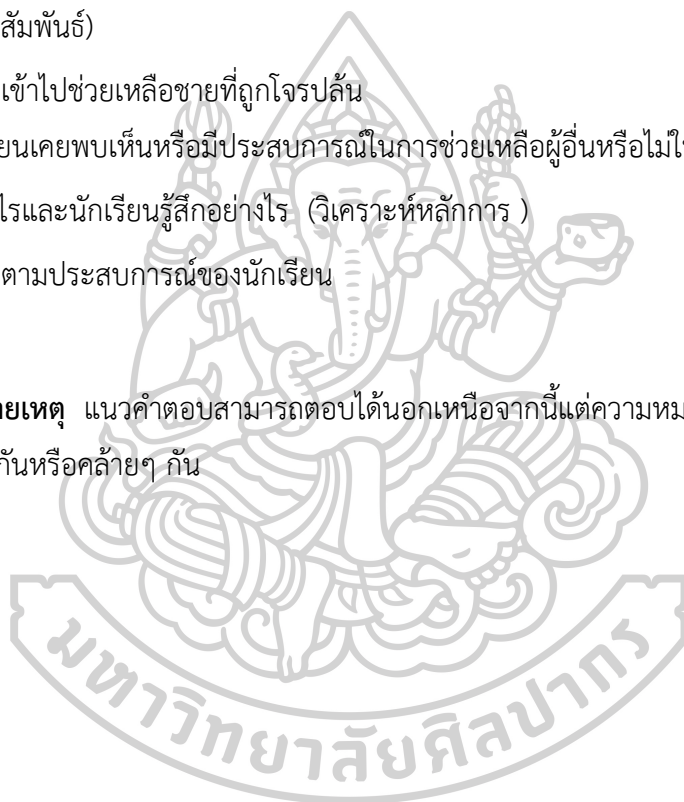 สัมพันธ์)
เข้าไปช่วยเหลือชายที่ถูกโจรปล้น
ยนเคยพบเห็นหรือมีประสบการณ์ในการช่วยเหลือผู้อื่นหรือไม่ใ
ไรและนักเรียนรู้สึกอย่างไร (วิเคราะห์หลักการ )
ตามประสบการณ์ของนักเรียน
ายเหตุ แนวคำตอบสามารถตอบได้นอกเหนือจากนี้แต่ความหม
กันหรือคล้ายๆ กัน
มหาวิทยาลัยศิลปากร